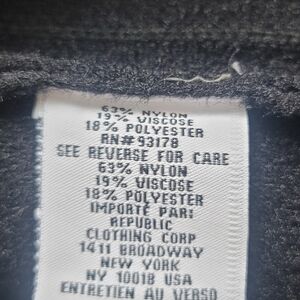 63% NYLON
19% VISCOSE
18% POLYESTER
RN# 93178
SEE REVERSE FOR CARE
63% NYLON
19% VISCOSE
18% POLYESTER
IMPORTÉ PAR:
REPUBLIC
CLOTHING CORP
1411 BROADWAY
NEW YORK
NY 10018 USA
ENTRETIEN AU VERSO